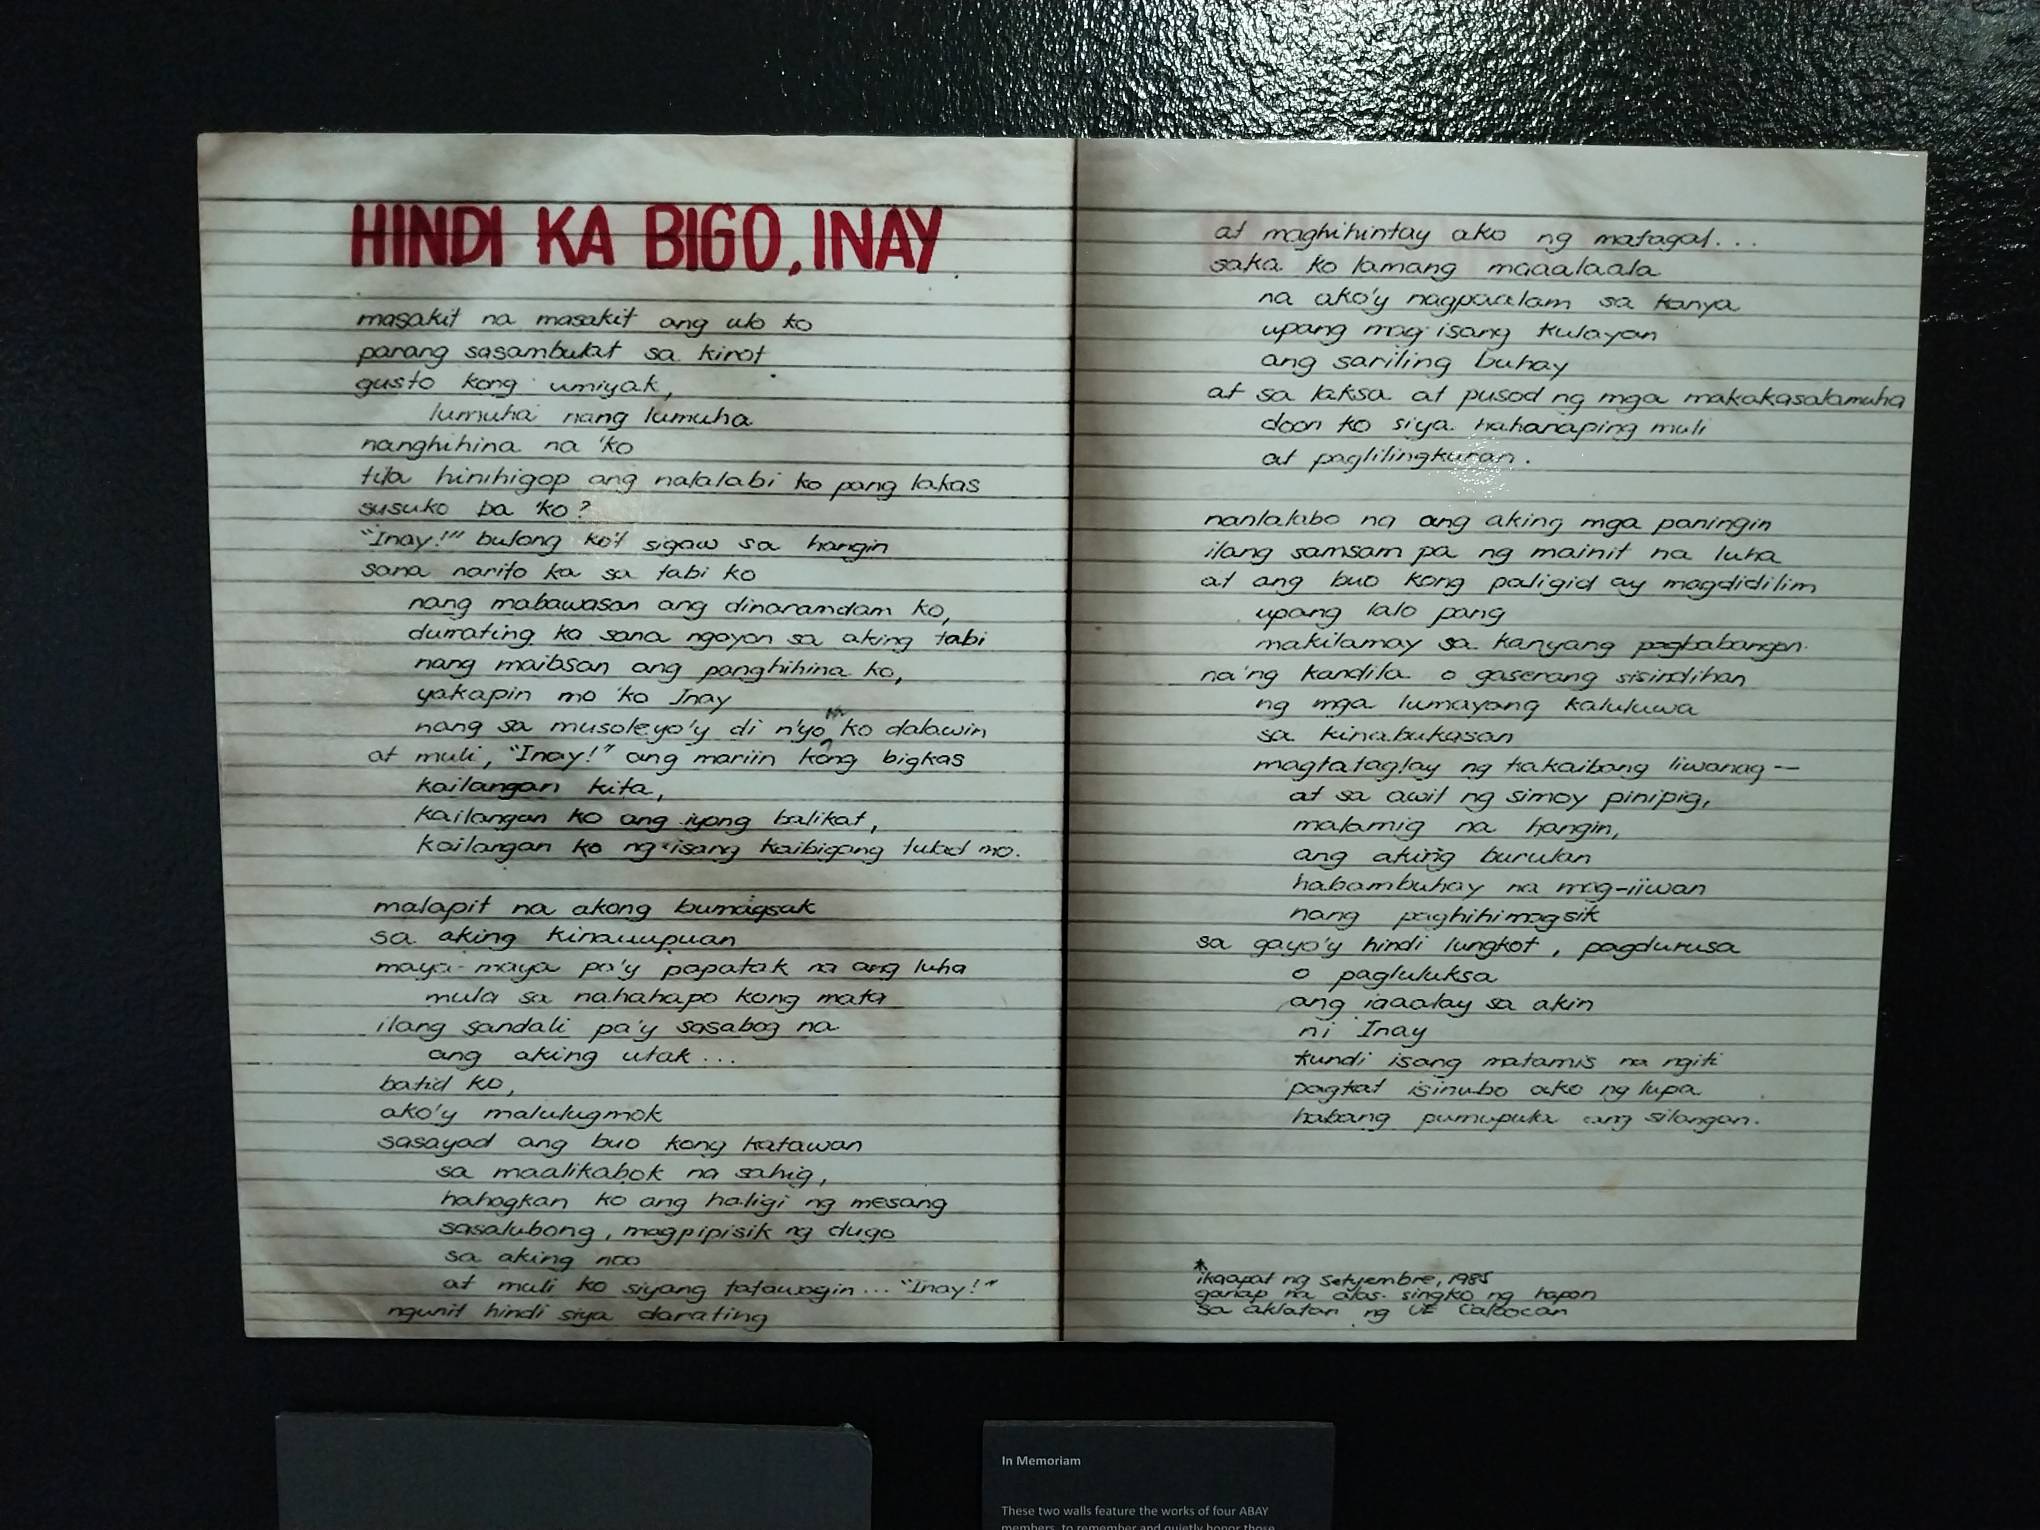 HINDI KA BIGO, INAY
masakit na masakit ang ulo ko
parang sasambulat sa kirot
gusto kong umiyak,
lumuha nang lumuha
nanghihina na 'ko
tila hinihigop ang nalalabi ko pang lakas
susuko ba 'ko?
"Inay!" bulong ko't sigaw sa hangin
sana narito ka sa tabi ko
nang mabawasan ang dinaramdam ko,
dumating ka sana ngayon sa aking tabi
nang maibsan ang panghihina ko,
yakapin mo 'ko Inay
nang sa musoleyo'y di n'yo na ko dalawin
at muli, "Inay!" ang mariin kong bigkas
kailangan kita,
kailangan ko ang iyong balikat,
kailangan ko ng isang kaibigang tulad mo.
malapit na akong bumagsak
sa aking kinauupuan
maya-maya pa'y papatak na ang luha
mula sa nahahapo kong mata
ilang sandali pa'y sasabog na
ang aking utak...
batid ko,
ako'y malulugmok
sasayad ang buo kong katawan
sa maalikabok na sahig,
hahagkan ko ang haligi ng mesang
sasalubong, magpipisik ng dugo
sa aking noo
at muli ko siyang tatawagin... "Inay!"
ngunit hindi siya darating
at maghihintay ako ng matagal...
saka ko lamang maaalaala
na ako'y nagpaalam sa kanya
upang mag-isang kulayan
ang sariling buhay
at sa laksa at pusod ng mga makakasalamuha
doon ko siya hahanaping muli
at paglilingkuran.
nanlalabo na ang aking mga paningin
ilang samsam pa ng mainit na luha
at ang buo kong paligid ay magdidilim
upang lalo pang
makilamay sa kanyang pagbabangon
na'ng kandila o gaserang sisindihan
ng mga lumayang kaluluwa
sa kinabukasan
magtataglay ng kakaibang liwanag—
at sa awit ng simoy pinipig,
malamig na hangin,
ang aking burulan
habambuhay na mag-iiwan
nang paghihimagsik
sa gayo'y hindi lungkot, pagdurusa
o pagluluksa
ang iaaalay sa akin
ni Inay
kundi isang matamis na ngiti
pagkat isinubo ako ng lupa
habang pumupula ang silangan.
*ikaapat ng Setyembre, 1985
ganap na alas-singko ng hapon
sa aklatan ng UE Caloocan
In Memoriam
These two walls feature the works of four ABAY
members, to remember and quietly honor those